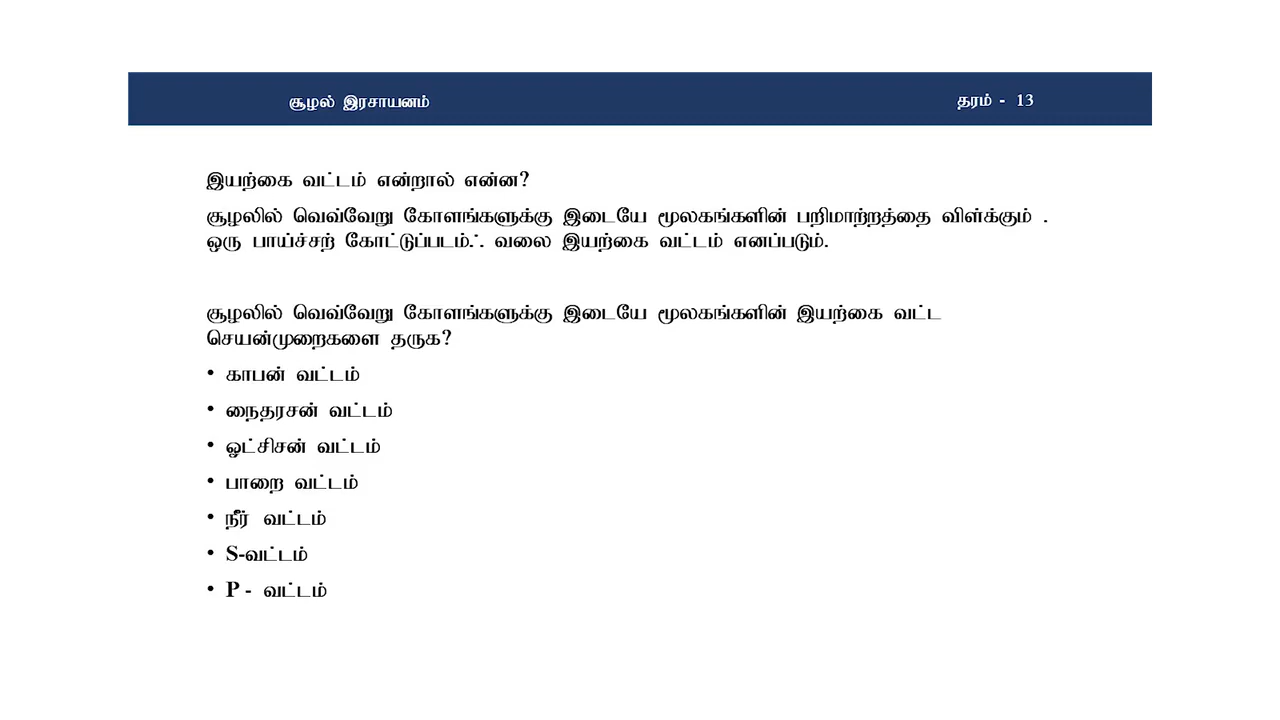 சூழல் இரசாயனம்
தரம் - 13
இயற்கை வட்டம் என்றால் என்ன?
சூழலில் வெவ்வேறு கோளங்களுக்கு இடையே மூலகங்களின் பறிமாற்றத்தை விள்க்கும் .
ஒரு பாய்ச்சற் கோட்டுப்படம்ஃ வலை இயற்கை வட்டம் எனப்படும்.
சூழலில் வெவ்வேறு கோளங்களுக்கு இடையே மூலகங்களின் இயற்கை வட்ட
செயன்முறைகளை தருக?
• காபன் வட்டம்
• நைதரசன் வட்டம்
• ஓட்சிசன் வட்டம்
• பாறை வட்டம்
• நீர் வட்டம்
• S-வட்டம்
• P - வட்டம்